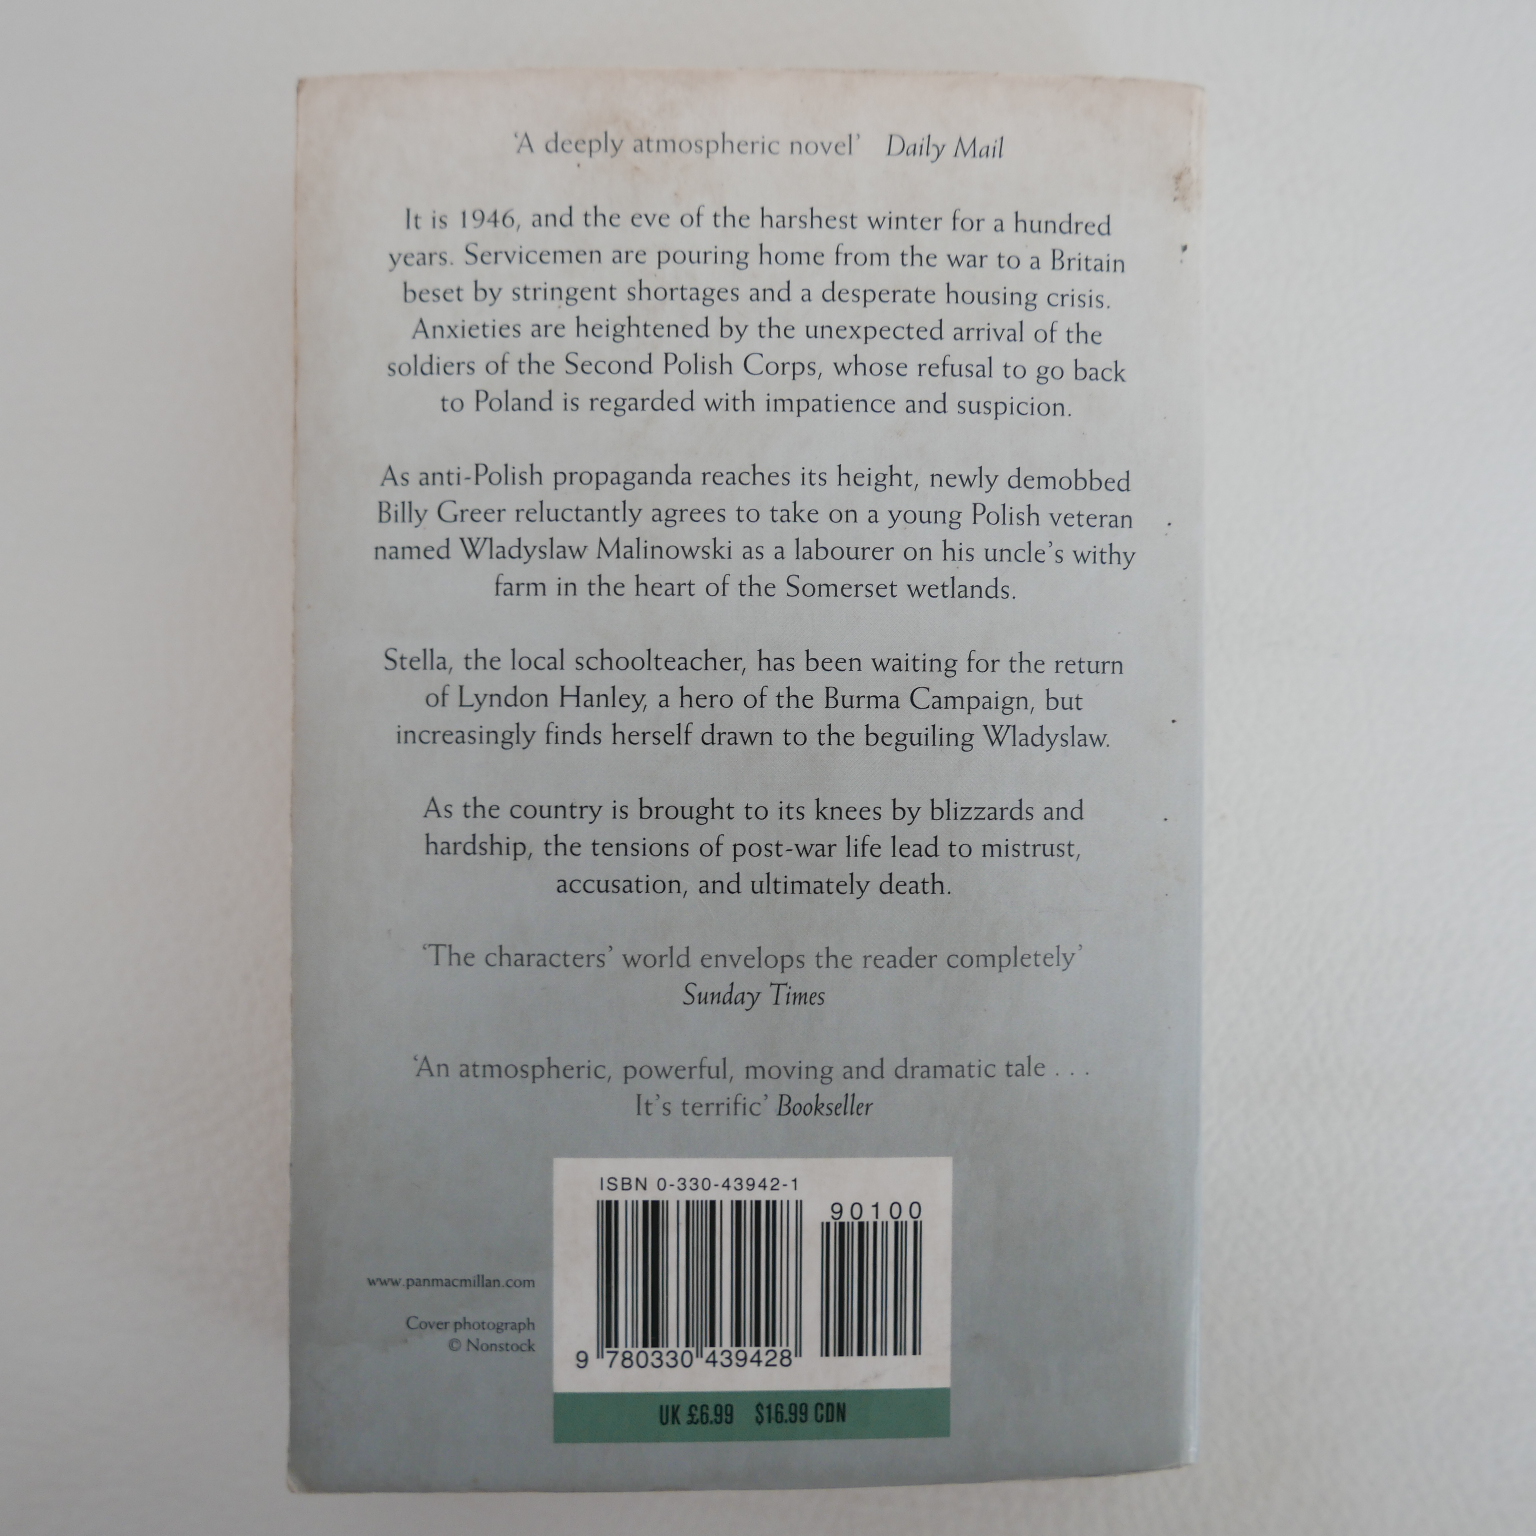 ‘A deeply atmospheric novel’ Daily Mail
It is 1946, and the eve of the harshest winter for a hundred
years. Servicemen are pouring home from the war to a Britain
beset by stringent shortages and a desperate housing crisis.
Anxieties are heightened by the unexpected arrival of the
soldiers of the Second Polish Corps, whose refusal to go back
to Poland is regarded with impatience and suspicion.
As anti-Polish propaganda reaches its height, newly demobbed
Billy Greer reluctantly agrees to take on a young Polish veteran
named Wladyslaw Malinowski as a labourer on his uncle’s withy
farm in the heart of the Somerset wetlands.
Stella, the local schoolteacher, has been waiting for the return
of Lyndon Hanley, a hero of the Burma Campaign, but
increasingly finds herself drawn to the beguiling Wladyslaw.
As the country is brought to its knees by blizzards and
hardship, the tensions of post-war life lead to mistrust,
accusation, and ultimately death.
‘The characters’ world envelops the reader completely’
Sunday Times
‘An atmospheric, powerful, moving and dramatic tale . . .
It’s terrific’ Bookseller
ISBN 0-330-43942-1
90100
www.panmacmillan.com
Cover photograph
© Nonstock
9 780330 439428
UK £6.99 $16.99 CDN